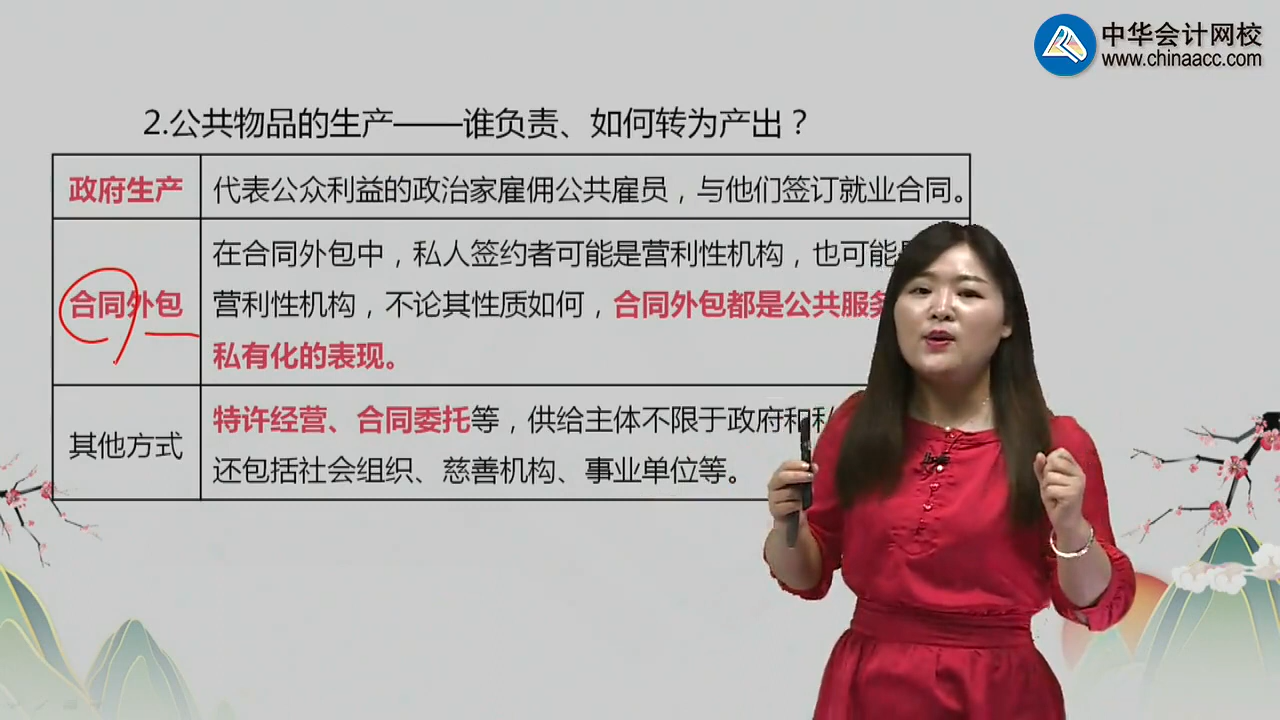 中华会计网校
www.chinaacc.com
2.公共物品的生产——谁负责、如何转为产出？
政府生产
代表公众利益的政治家雇佣公共雇员，与他们签订就业合同。
合同外包
在合同外包中，私人签约者可能是营利性机构，也可能
营利性机构，不论其性质如何，合同外包都是公共服务
私有化的表现。
其他方式
特许经营、合同委托等，供给主体不限于政府和
还包括社会组织、慈善机构、事业单位等。